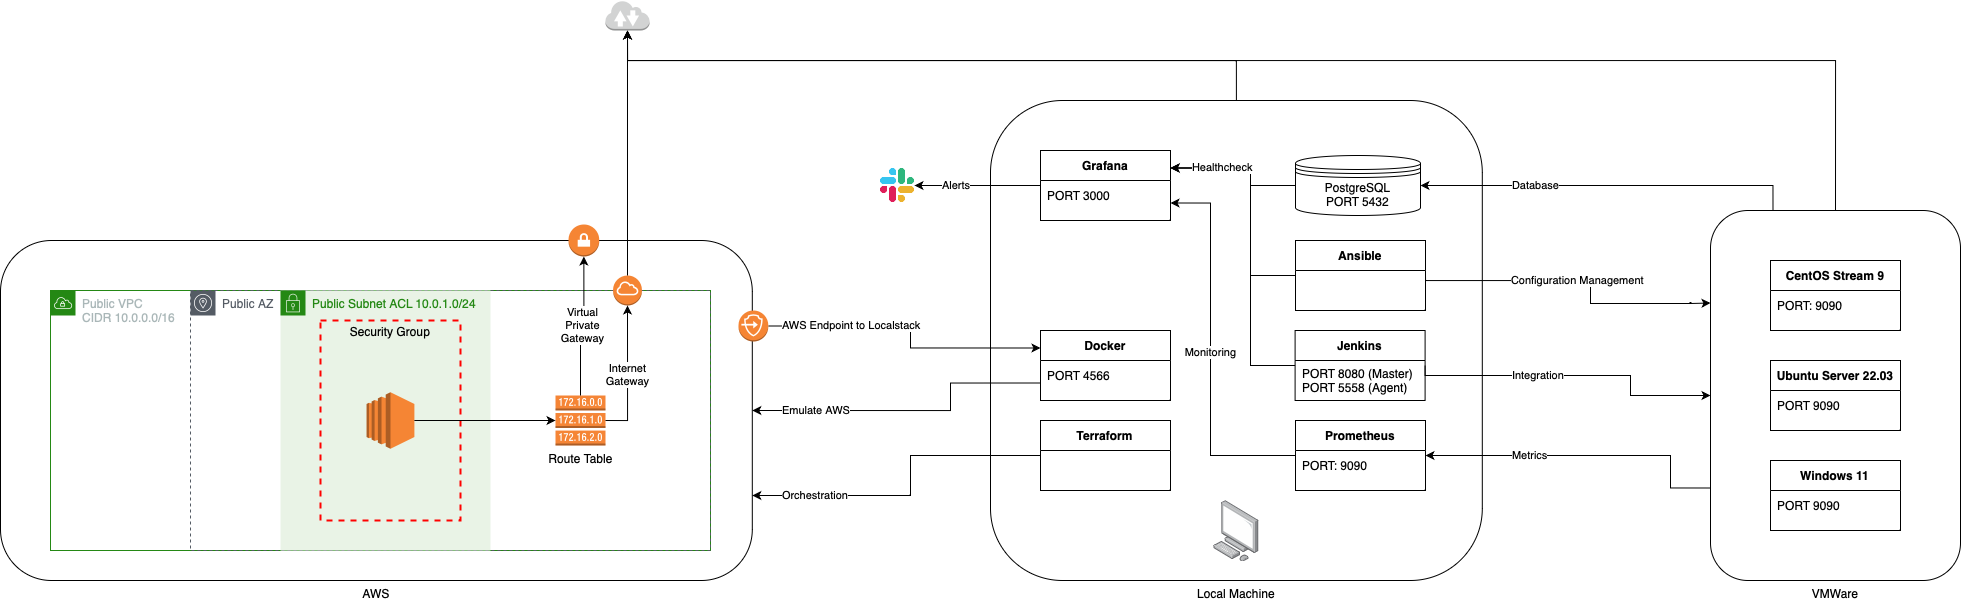 Public VPC
CIDR 10.0.0.0/16
Public AZ
Public Subnet ACL 10.0.1.0/24
Security Group
Virtual
Private
Gateway
Internet
Gateway
172.16.0.0
172.16.1.0
172.16.2.0
Route Table
AWS
AWS Endpoint to Localstack
Emulate AWS
Orchestration
Alerts
Grafana
PORT 3000
Healthcheck
PostgreSQL
PORT 5432
Database
Ansible
Configuration Management
Docker
PORT 4566
Monitoring
Jenkins
PORT 8080 (Master)
PORT 5558 (Agent)
Integration
Terraform
Prometheus
PORT: 9090
Metrics
Local Machine
CentOS Stream 9
PORT: 9090
Ubuntu Server 22.03
PORT 9090
Windows 11
PORT 9090
VMWare